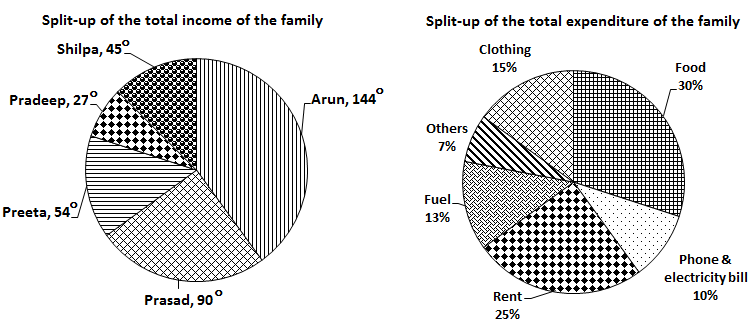 Split-up of the total income of the family
Shilpa, 45°
Pradeep, 27°
Arun, 144°
Preeta, 54°
Prasad, 90°
Split-up of the total expenditure of the family
Clothing
15%
Food
30%
Others
7%
Fuel
13%
Phone &
electricity bill
10%
Rent
25%